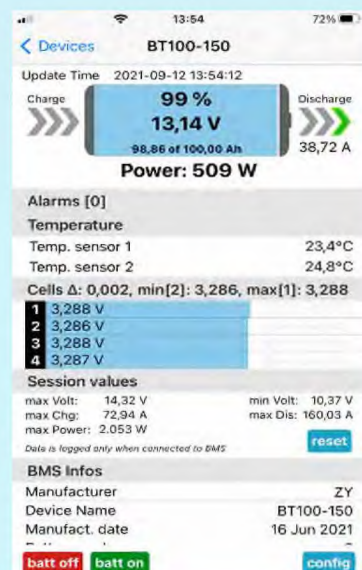 13:54 72%
Devices BT100-150
Update Time 2021-09-12 13:54:12
Charge 99 % Discharge
13,14 V
98,86 of 100,00 Ah 38,72 A
Power: 509 W
Alarms [0]
Temperature
Temp. sensor 1 23,4°C
Temp. sensor 2 24,8°C
Cells Δ: 0,002, min[2]: 3,286, max[1]: 3,288
1 3,288 V
2 3,286 V
3 3,288 V
4 3,287 V
Session values
max Volt: 14,32 V min Volt: 10,37 V
max Chg: 72,94 A max Dis: 160,03 A
max Power: 2.053 W
Data is logged only when connected to BMS reset
BMS Infos
Manufacturer ZY
Device Name BT100-150
Manufact. date 16 Jun 2021
batt off batt on config